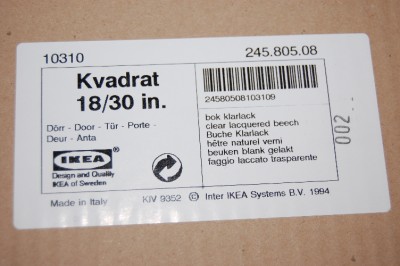 10310 245.805.08
Kvadrat
18/30 in.
Dörr - Door - Tür - Porte -
Deur - Anta
IKEA
Design and Quality
IKEA of Sweden
24580508103109
bok klarlack
clear lacquered beech
Buche Klarlack
hêtre naturel verni
beuken blank gelakt
faggio laccato trasparente
002..
Made in Italy KIV 9352 © Inter IKEA Systems B.V. 1994